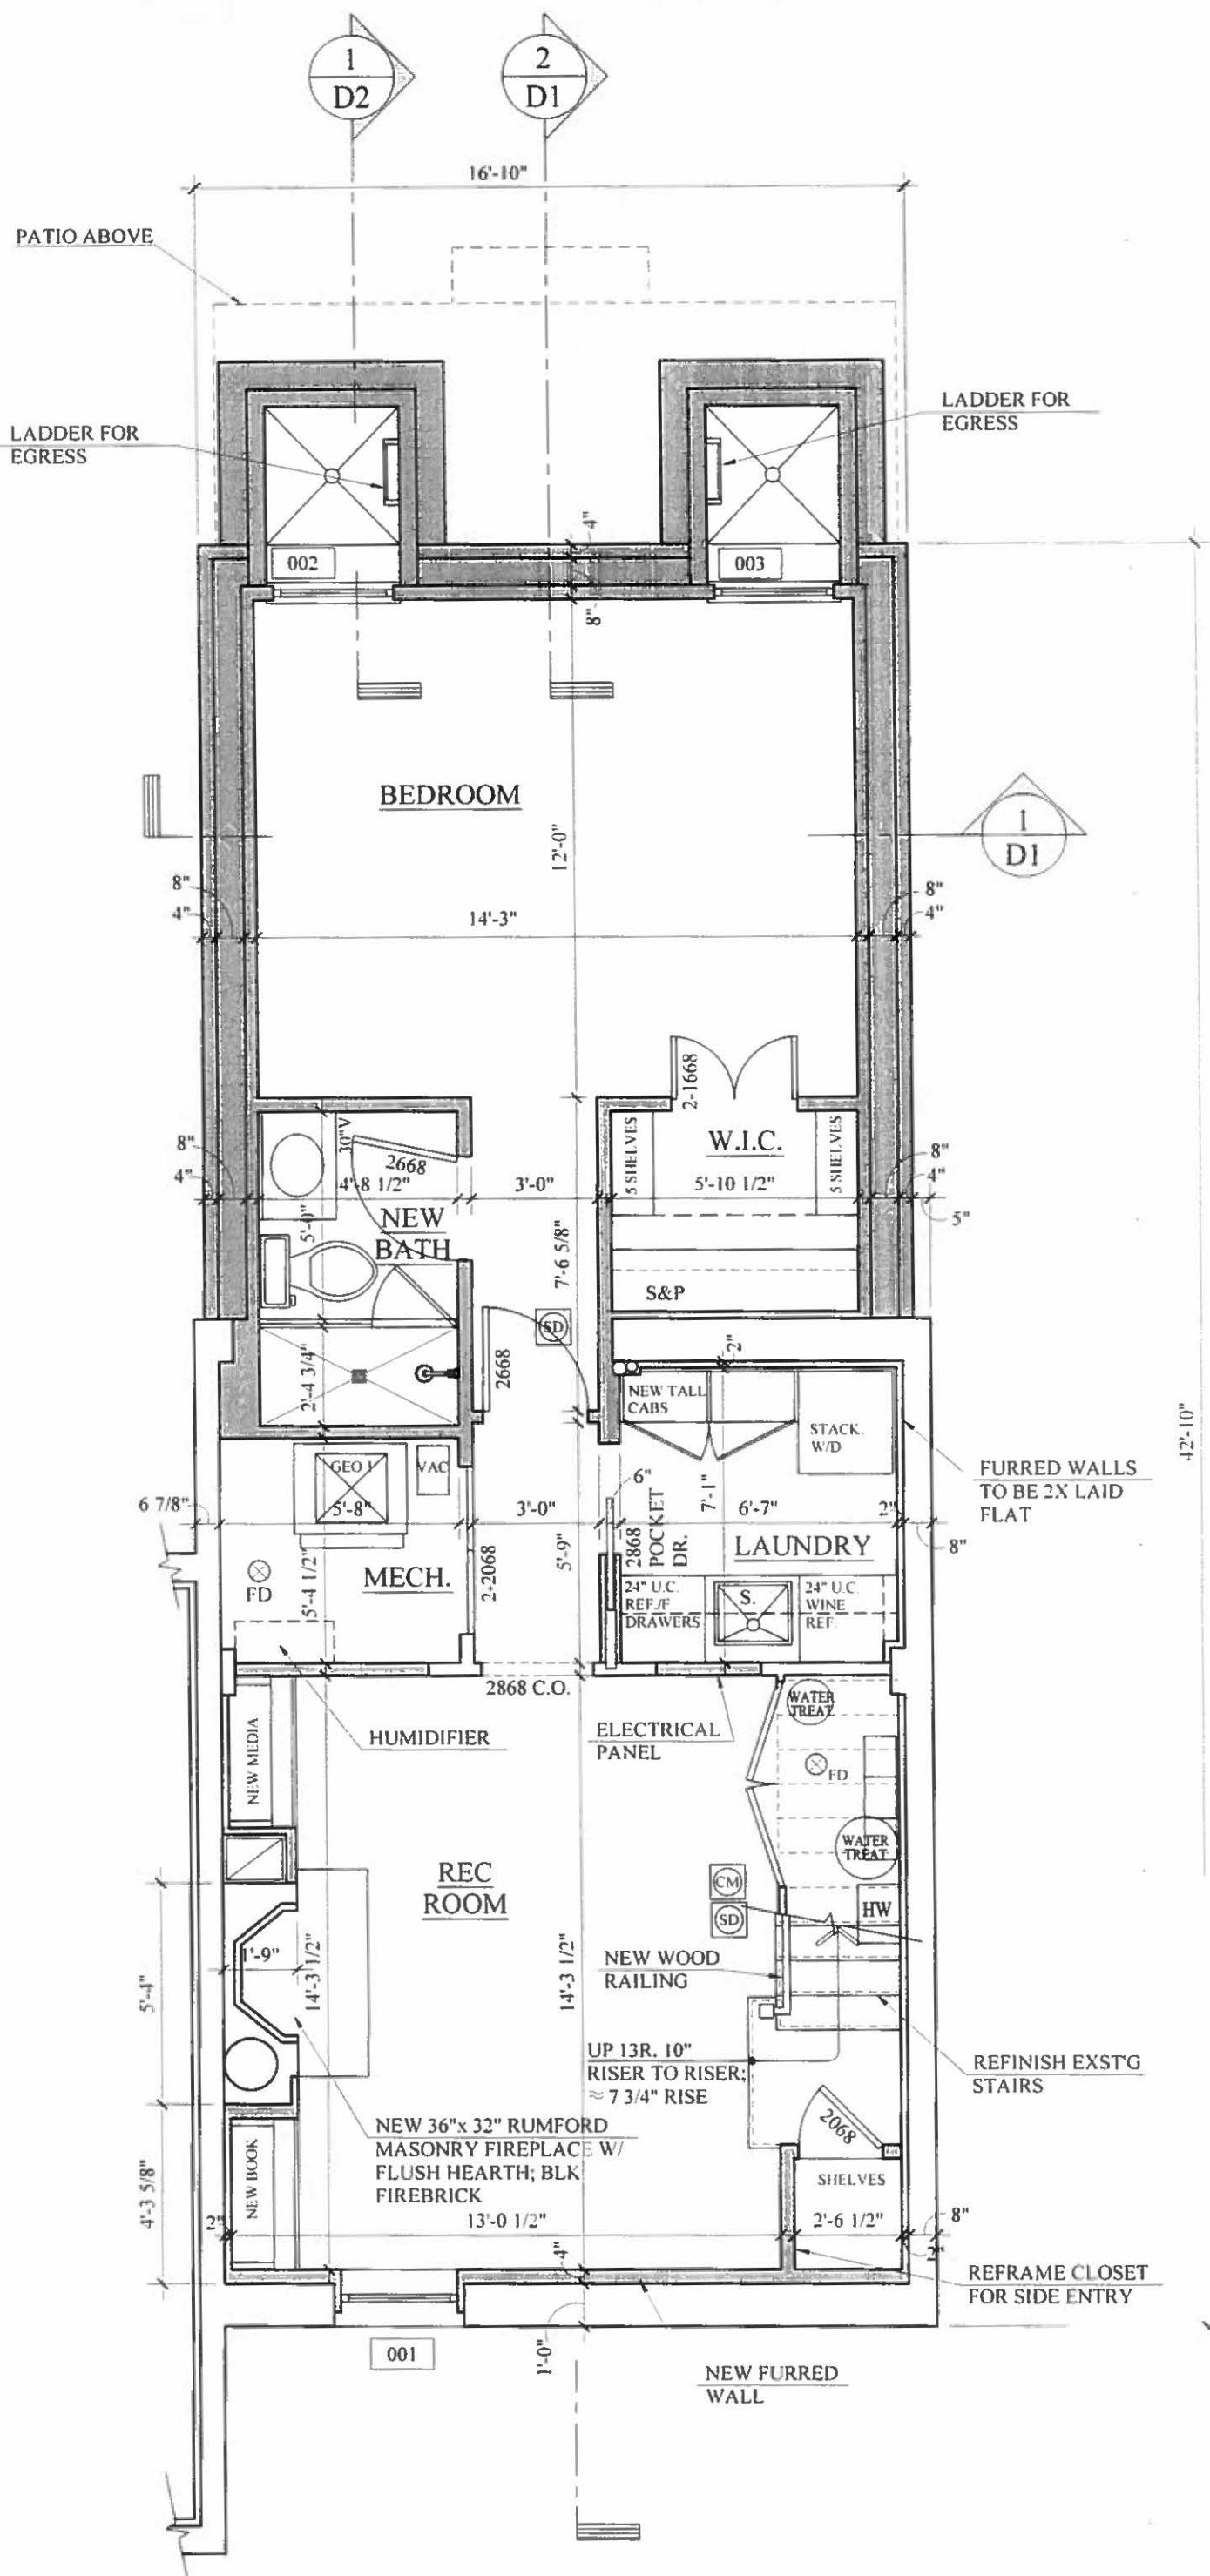 1
D2
2
D1
16'-10"
PATIO ABOVE
LADDER FOR
EGRESS
LADDER FOR
EGRESS
002
4"
003
8"
BEDROOM
12'-0"
1
D1
8"
4"
14'-3"
8"
4"
2-1668
5 SHELVES
W.I.C.
5 SHELVES
30"V
2668
8"
4"
4'-8 1/2"
3'-0"
5'-10 1/2"
8"
4"
5"
5'-0"
NEW
BATH
7'-6 5/8"
S&P
SD
2668
2'-4 3/4"
2"
NEW TALL
CABS
STACK.
W/D
42'-10"
GEO 1
VAC
FURRED WALLS
TO BE 2X LAID
FLAT
6 7/8"
5'-8"
3'-0"
6"
7'-1"
6'-7"
2"
8"
2868
POCKET
DR.
LAUNDRY
5'-9"
FD
5'-4 1/2"
MECH.
2-2068
24" U.C.
REF./F
DRAWERS
S.
24" U.C.
WINE
REF.
2868 C.O.
HUMIDIFIER
ELECTRICAL
PANEL
WATER
TREAT
NEW MEDIA
FD
WATER
TREAT
REC
ROOM
CM
SD
HW
1'-9"
5'-4"
14'-3 1/2"
14'-3 1/2"
NEW WOOD
RAILING
UP 13R. 10"
RISER TO RISER;
≈ 7 3/4" RISE
REFINISH EXST'G
STAIRS
2068
NEW 36"x 32" RUMFORD
MASONRY FIREPLACE W/
FLUSH HEARTH; BLK
FIREBRICK
4'-3 5/8"
NEW BOOK
SHELVES
2"
13'-0 1/2"
2'-6 1/2"
8"
2"
4"
REFRAME CLOSET
FOR SIDE ENTRY
001
1'-0"
NEW FURRED
WALL